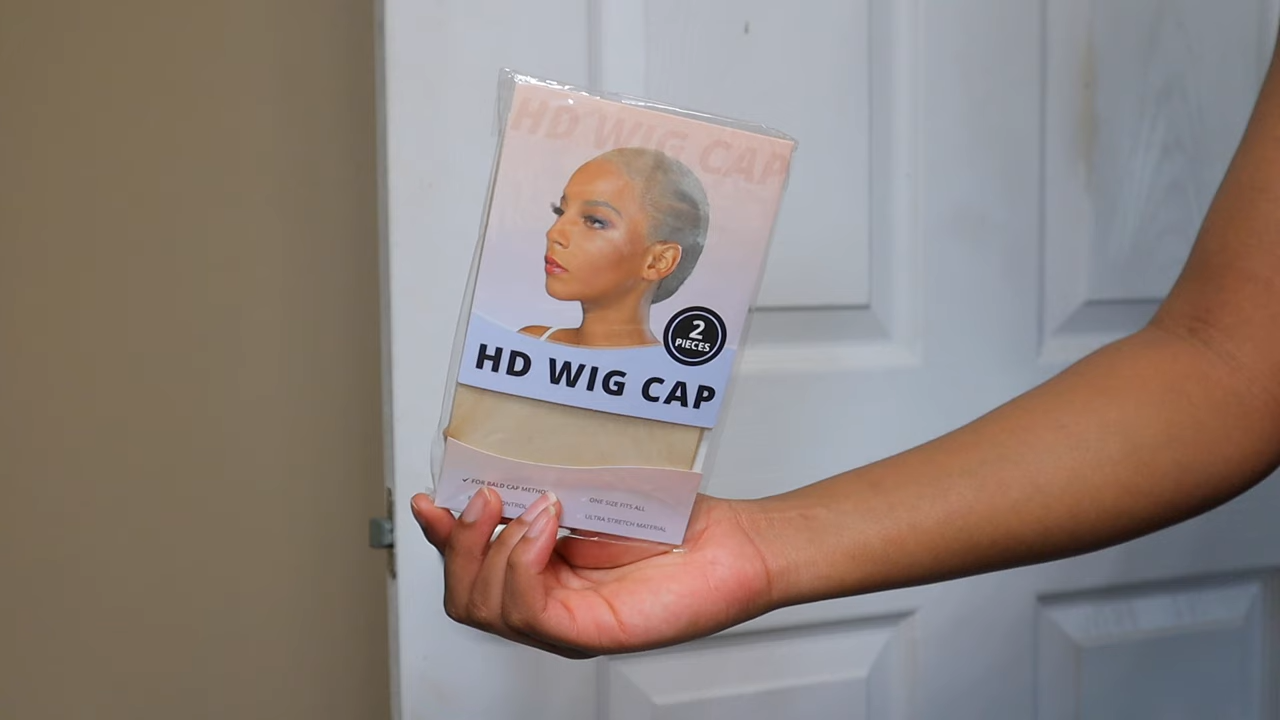 HD WIG CAP
2
PIECES
HD WIG CAP
FOR BALD CAP
ONE SIZE FITS ALL
CONTROL
ULTRA STRETCH MATERIAL